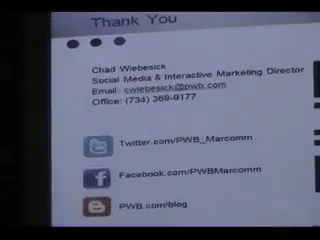 Thank You
Chad Wiebesick
Social Media & Interactive Marketing Director
Email: cwiebesick@pwb.com
Office: (734) 369-9177
Twitter.com/PWB_Marcomm
Facebook.com/PWBMarcomm
PWB.com/blog